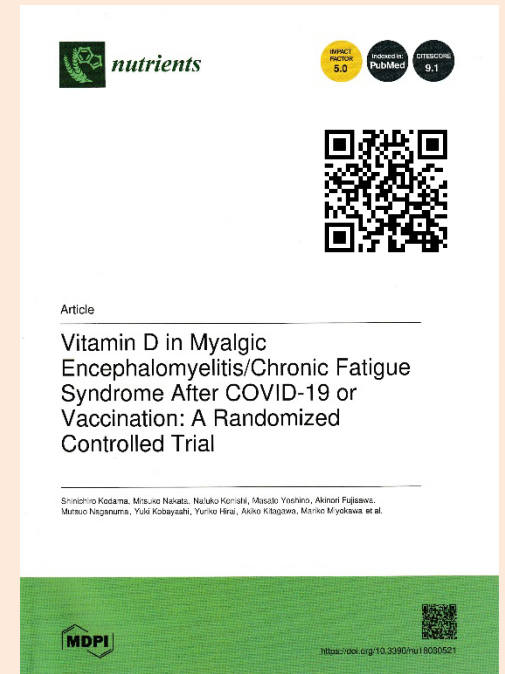 nutrients
IMPACT
FACTOR
5.0
Indexed in:
PubMed
CITESCORE
9.1
Article
Vitamin D in Myalgic
Encephalomyelitis/Chronic Fatigue
Syndrome After COVID-19 or
Vaccination: A Randomized
Controlled Trial
Shinichiro Kodama, Mitsuko Nakata, Natuko Konishi, Masato Yoshino, Akinori Fujisawa,
Mutsuo Naganuma, Yuki Kobayashi, Yuriko Hirai, Akiko Kitagawa, Mariko Miyokawa et al.
MDPI
https://doi.org/10.3390/nu18030521